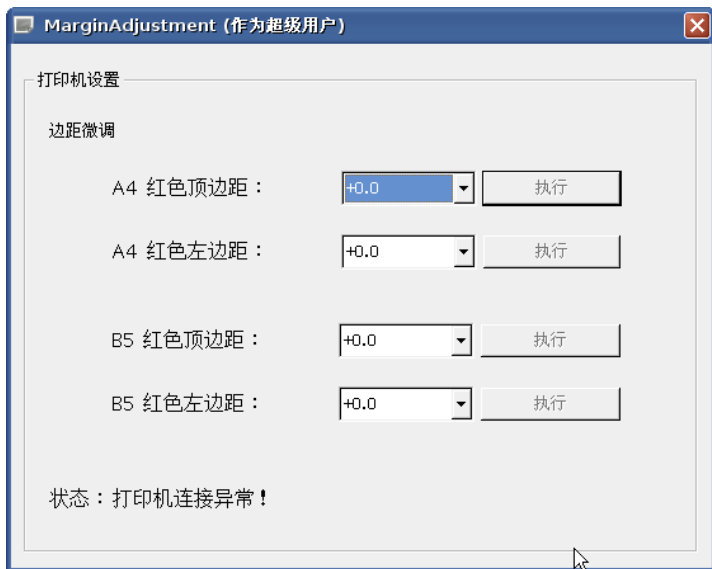 MarginAdjustment (作为超级用户)
打印机设置
边距微调
A4 红色顶边距： +0.0 执行
A4 红色左边距： +0.0 执行
B5 红色顶边距： +0.0 执行
B5 红色左边距： +0.0 执行
状态：打印机连接异常！